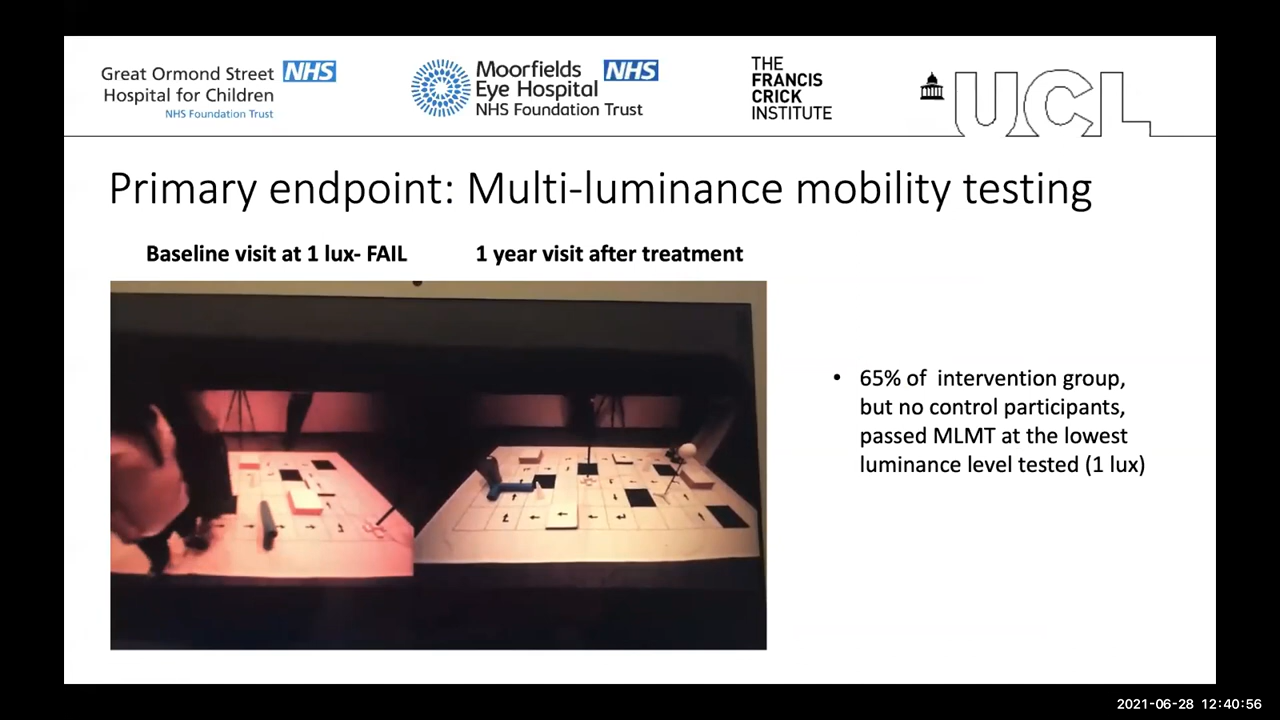 Great Ormond Street NHS
Hospital for Children
NHS Foundation Trust
Moorfields NHS
Eye Hospital
NHS Foundation Trust
THE
FRANCIS
CRICK
INSTITUTE
UCL
Primary endpoint: Multi-luminance mobility testing
Baseline visit at 1 lux- FAIL
1 year visit after treatment
• 65% of intervention group,
but no control participants,
passed MLMT at the lowest
luminance level tested (1 lux)
2021-06-28 12:40:56